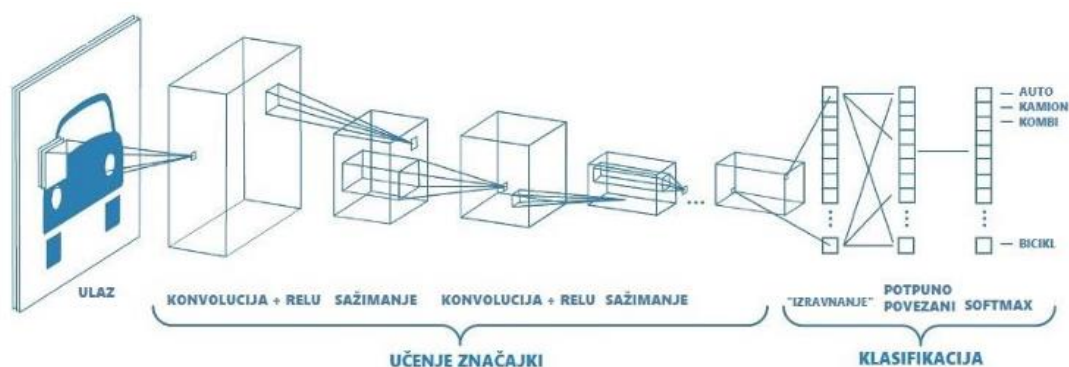 AUTO
KAMION
KOMBI
BICIKL
ULAZ
KONVOLUCIJA + RELU SAŽIMANJE KONVOLUCIJA + RELU SAŽIMANJE
"IZRAVNANJE" POTPUNO POVEZANI SOFTMAX
UČENJE ZNAČAJKI
KLASIFIKACIJA